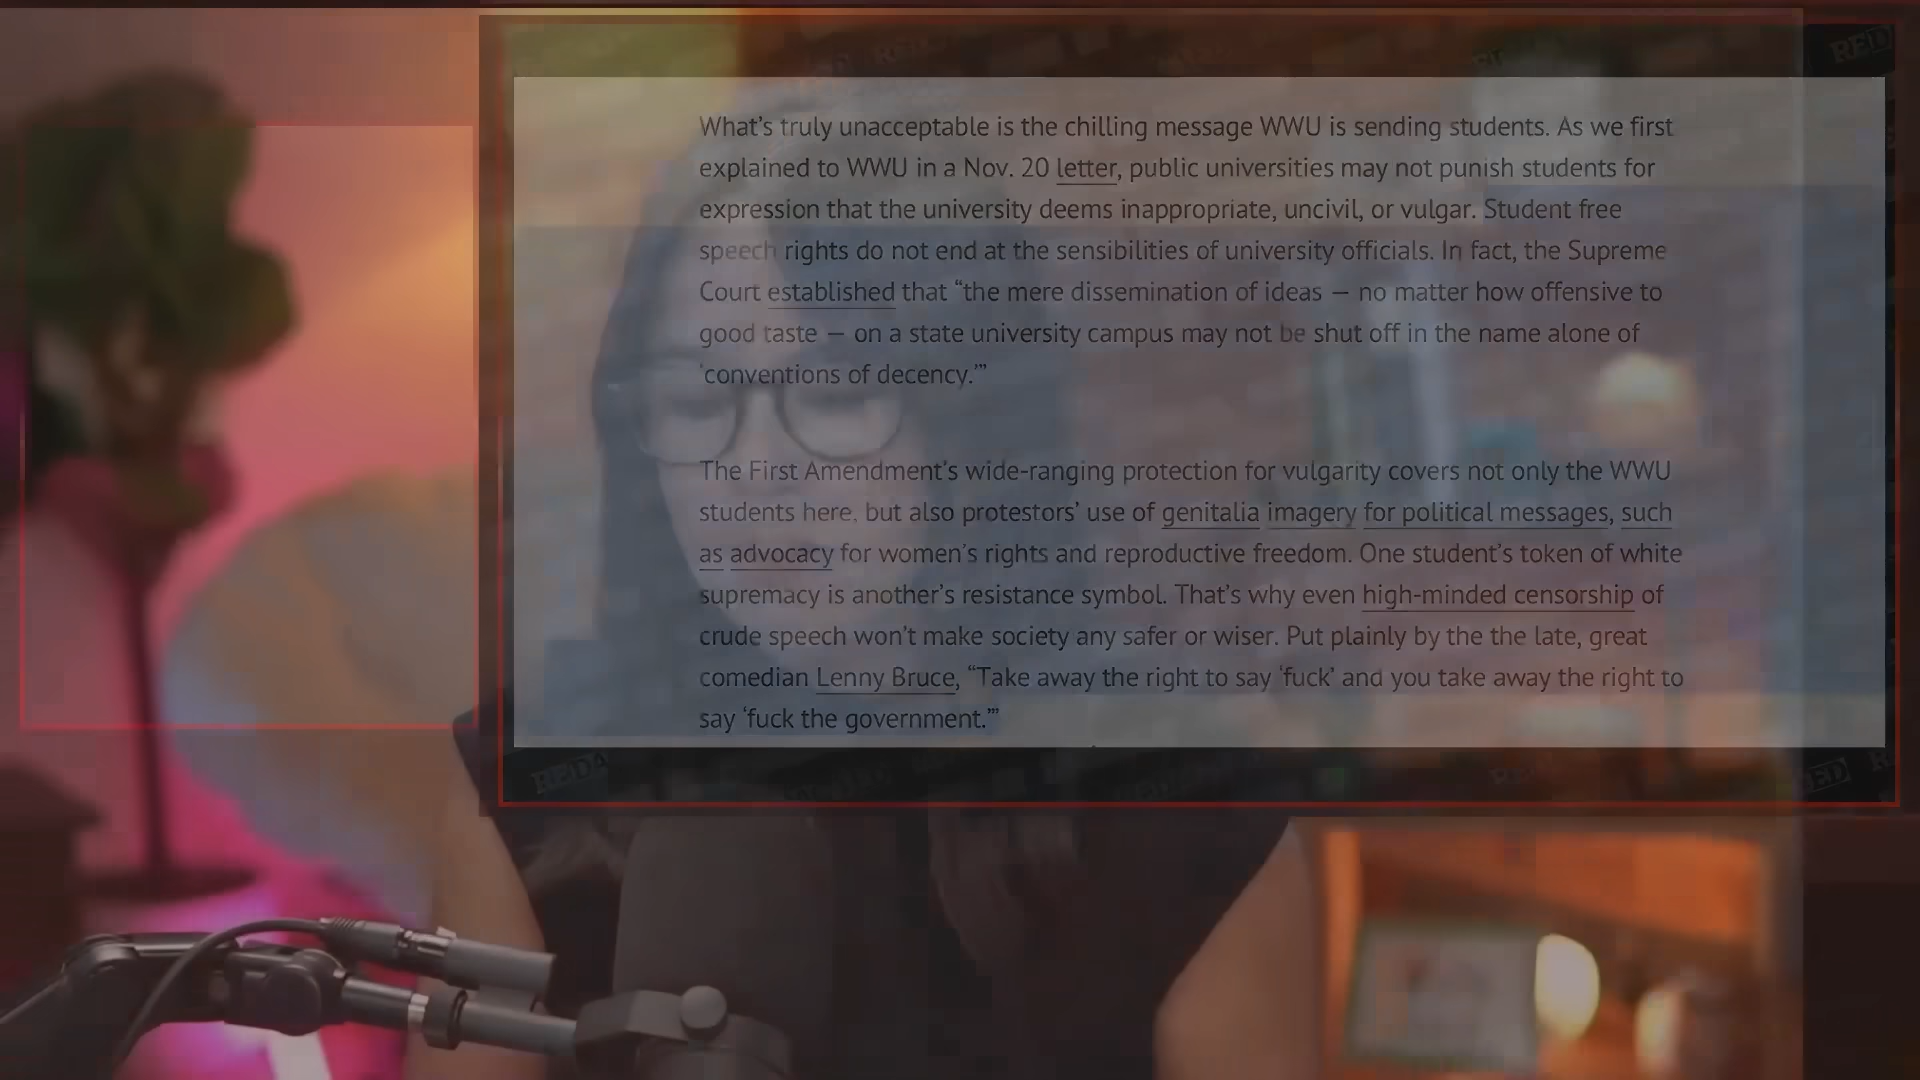 What's truly unacceptable is the chilling message WWU is sending students. As we first
explained to WWU in a Nov. 20 letter, public universities may not punish students for
expression that the university deems inappropriate, uncivil, or vulgar. Student free
speech rights do not end at the sensibilities of university officials. In fact, the Supreme
Court established that “the mere dissemination of ideas — no matter how offensive to
good taste — on a state university campus may not be shut off in the name alone of
‘conventions of decency.’”
The First Amendment's wide-ranging protection for vulgarity covers not only the WWU
students here, but also protestors’ use of genitalia imagery for political messages, such
as advocacy for women's rights and reproductive freedom. One student's token of white
supremacy is another's resistance symbol. That's why even high-minded censorship of
crude speech won't make society any safer or wiser. Put plainly by the the late, great
comedian Lenny Bruce, “Take away the right to say ‘fuck’ and you take away the right to
say ‘fuck the government.’”